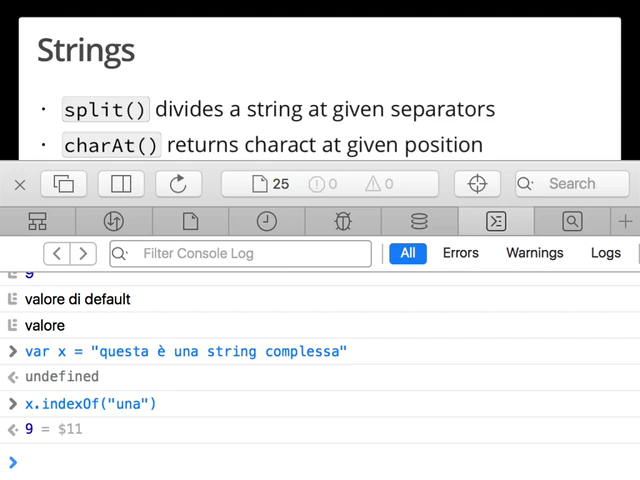 Strings
· split() divides a string at given separators
· charAt() returns charact at given position
25 0 0 Search
Filter Console Log All Errors Warnings Logs
9
valore di default
valore
> var x = "questa è una string complessa"
undefined
> x.indexOf("una")
9 = $11
>